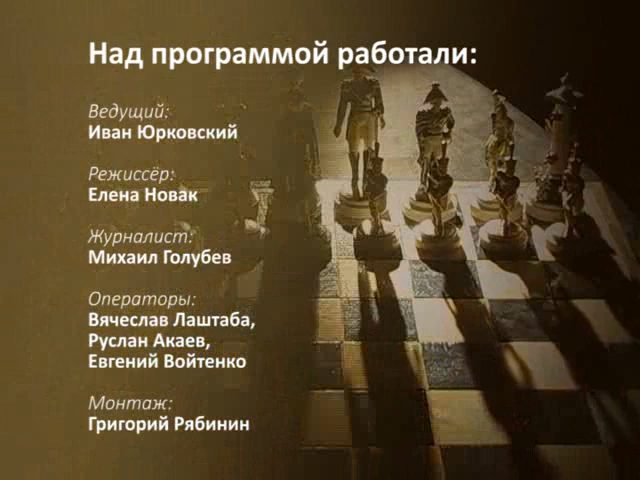 Над программой работали:
Ведущий:
Иван Юрковский
Режиссёр:
Елена Новак
Журналист:
Михаил Голубев
Операторы:
Вячеслав Лаштаба,
Руслан Акаев,
Евгений Войтенко
Монтаж:
Григорий Рябинин